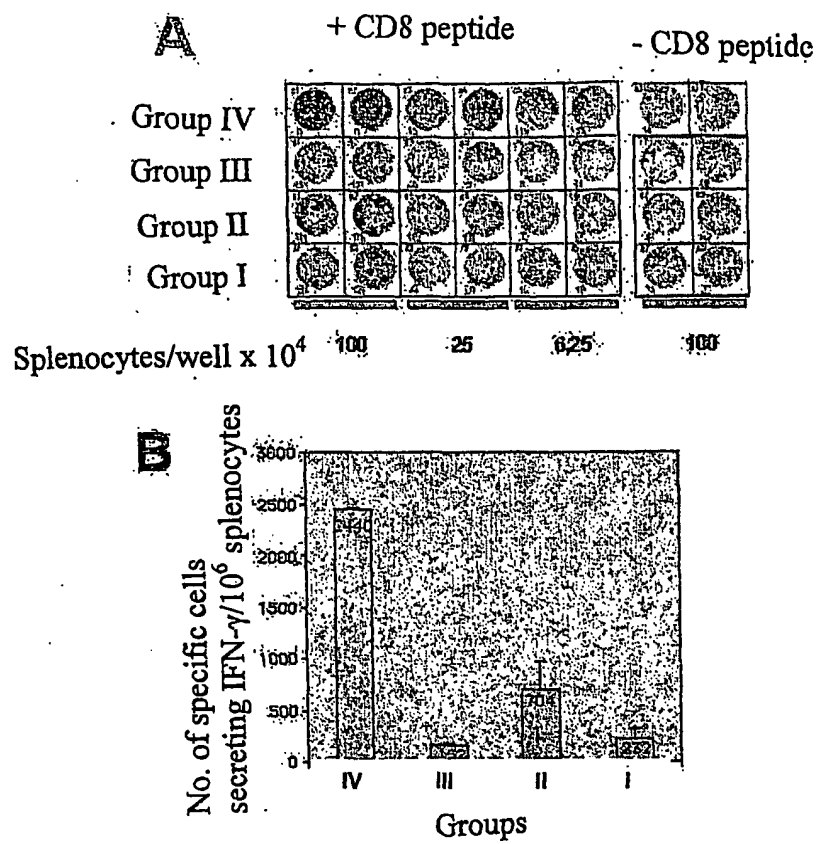 A
+ CD8 peptide
- CD8 peptide
Group IV
Group III
Group II
Group I
Splenocytes/well x 10⁴ 100 25 6,25 100
B
No. of specific cells
secreting IFN-γ/10⁶ splenocytes
3000
2500
2000
1500
1000
500
0
2440
704
IV III II I
Groups